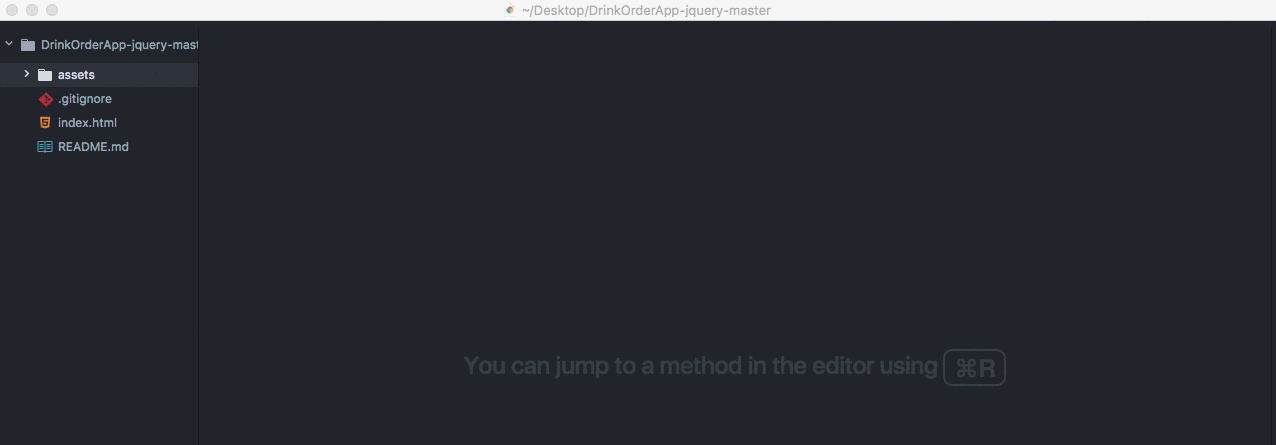 ~/Desktop/DrinkOrderApp-jquery-master
DrinkOrderApp-jquery-mast
assets
.gitignore
index.html
README.md
You can jump to a method in the editor using ⌘R